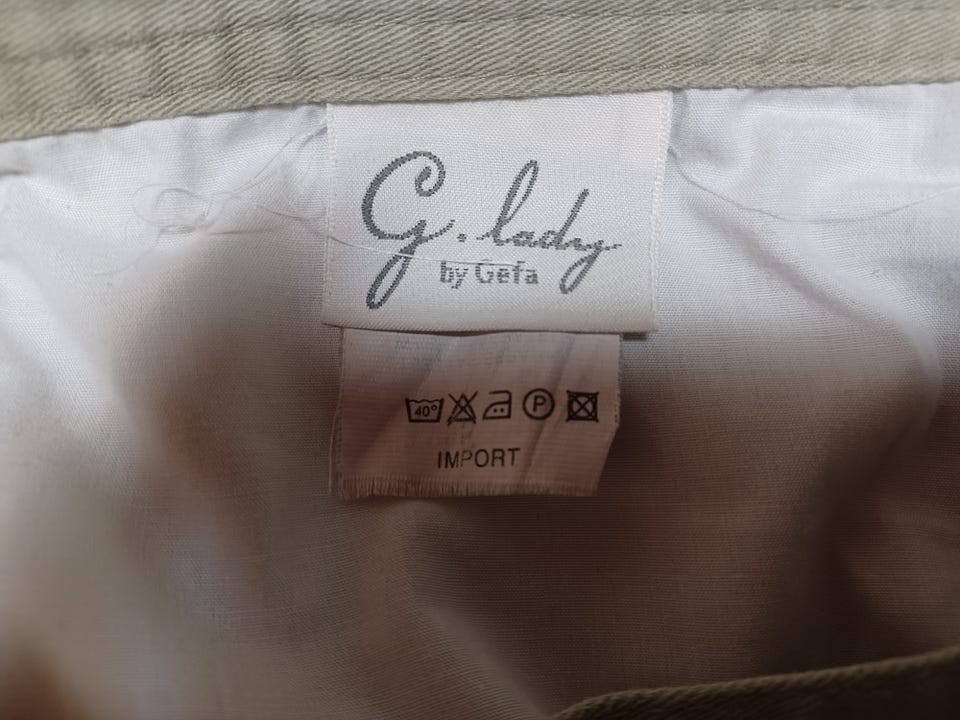 G. lady
by Gefa
40° P
IMPORT